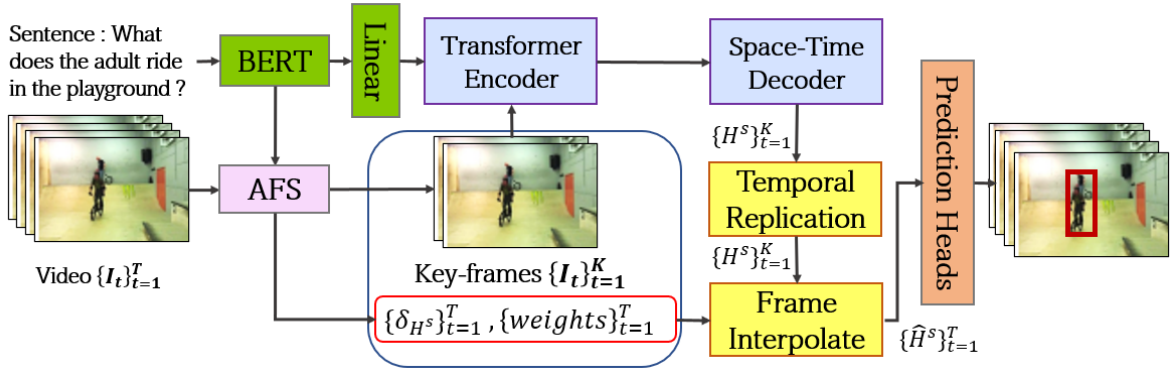 Sentence : What
does the adult ride
in the playground ?
BERT
Linear
Transformer
Encoder
Space-Time
Decoder
Prediction Heads
{H^s}_{t=1}^K
AFS
Temporal
Replication
{H^s}_{t=1}^K
Video {I_t}_{t=1}^T
Key-frames {I_t}_{t=1}^K
{δ_{H^s}}_{t=1}^T , {weights}_{t=1}^T
Frame
Interpolate
{Ĥ^s}_{t=1}^T